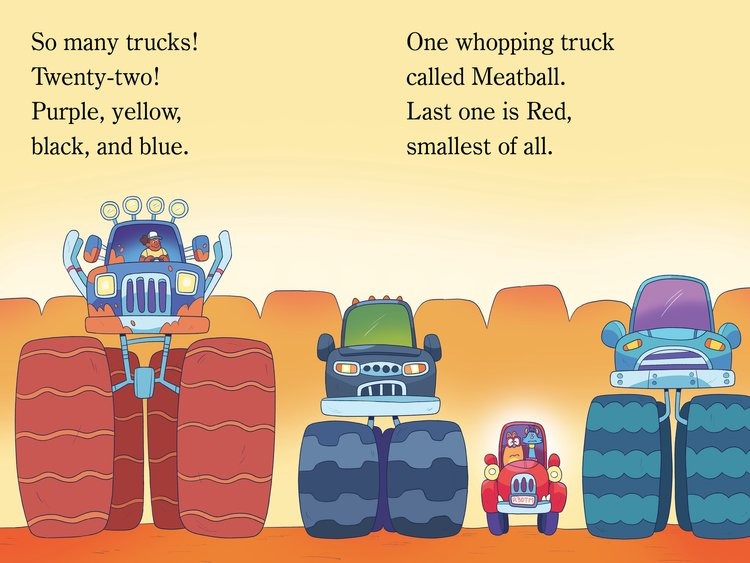 So many trucks!
Twenty-two!
Purple, yellow,
black, and blue.
One whopping truck
called Meatball.
Last one is Red,
smallest of all.